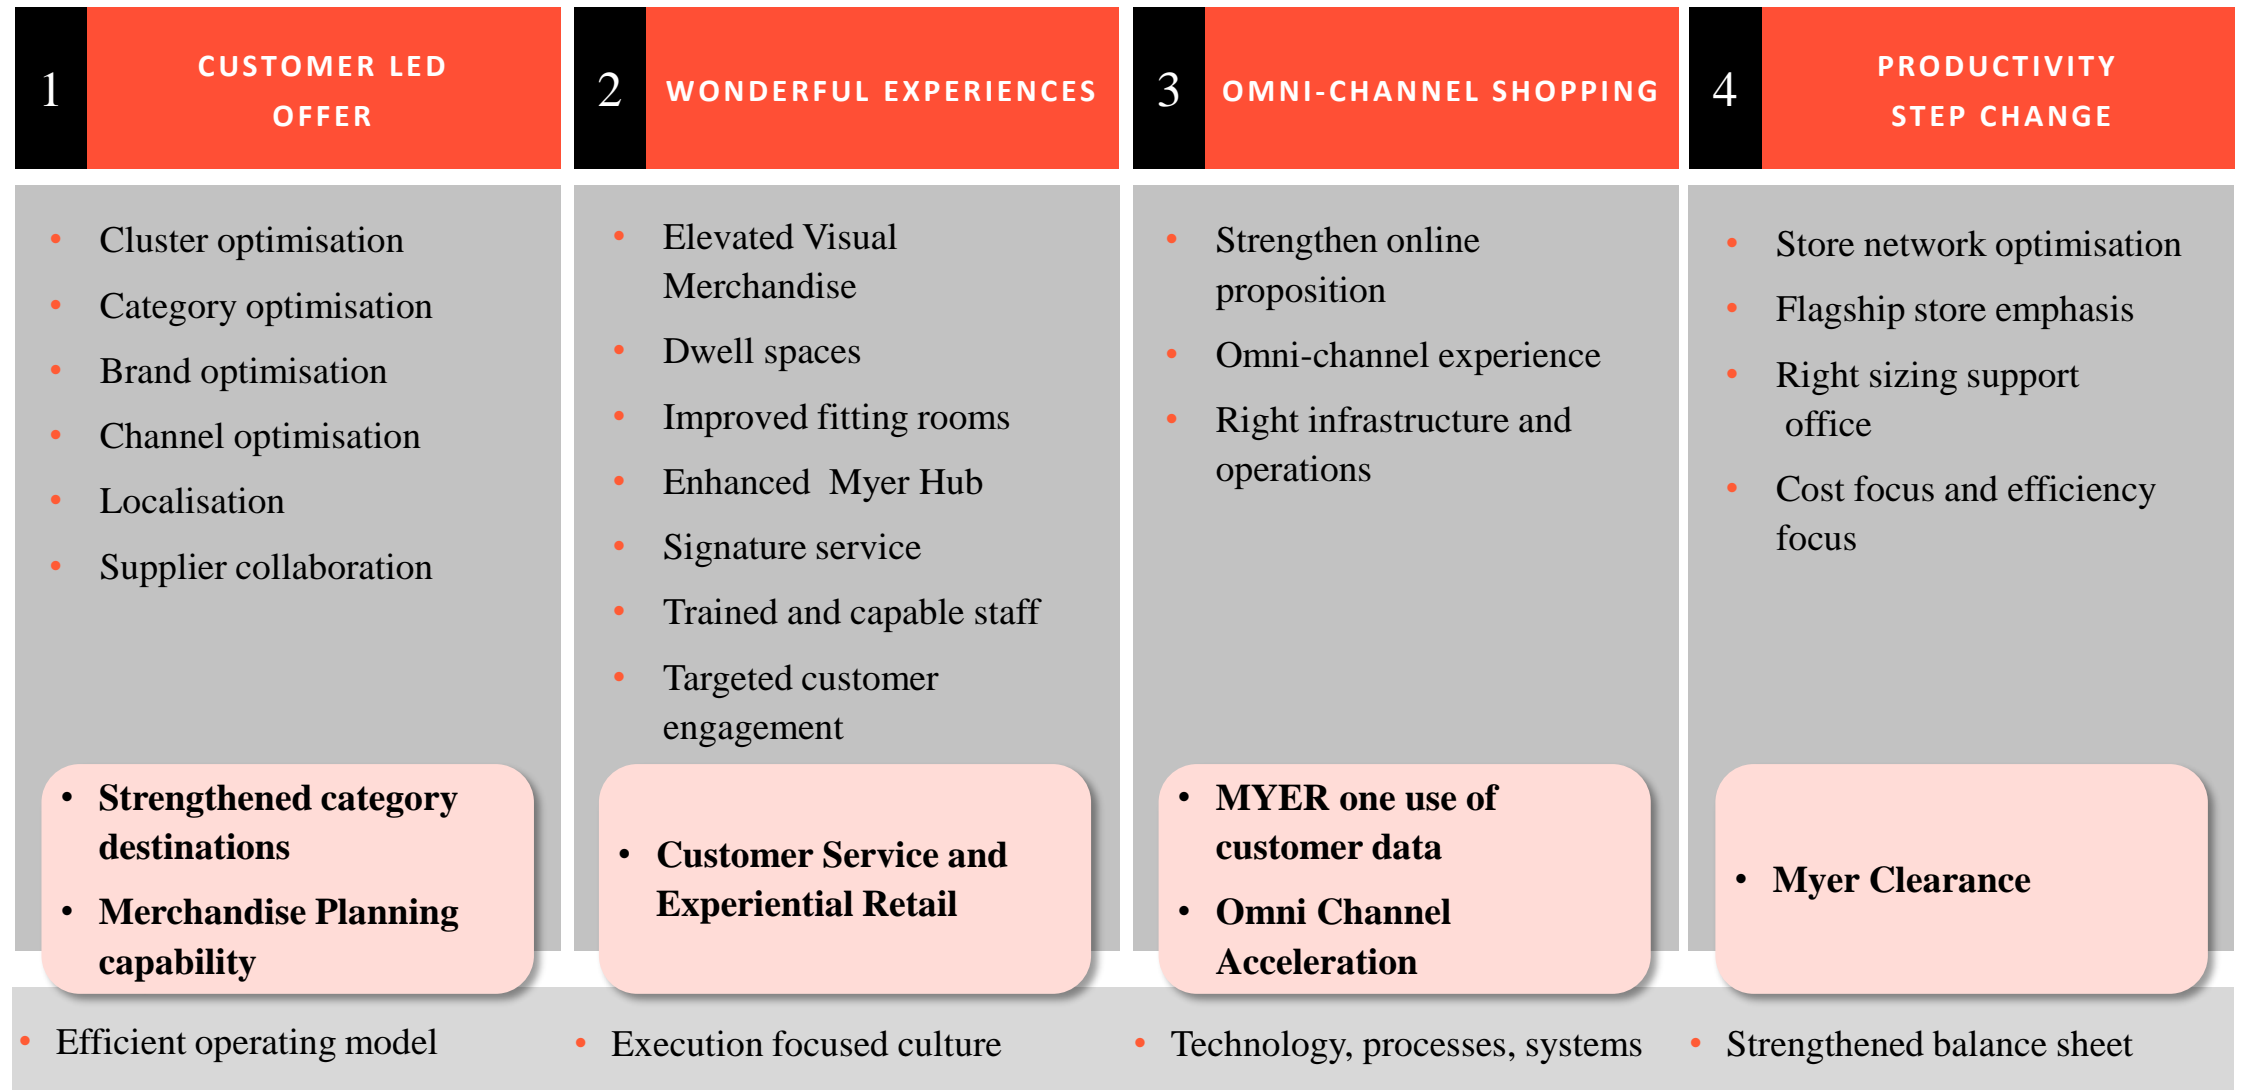 1
CUSTOMER LED
OFFER
• Cluster optimisation
• Category optimisation
• Brand optimisation
• Channel optimisation
• Localisation
• Supplier collaboration
• Strengthened category
destinations
• Merchandise Planning
capability
2
WONDERFUL EXPERIENCES
• Elevated Visual
Merchandise
• Dwell spaces
• Improved fitting rooms
• Enhanced  Myer Hub
• Signature service
• Trained and capable staff
• Targeted customer
engagement
• Customer Service and
Experiential Retail
3
OMNI-CHANNEL SHOPPING
• Strengthen online
proposition
• Omni-channel experience
• Right infrastructure and
operations
• MYER one use of
customer data
• Omni Channel
Acceleration
4
PRODUCTIVITY
STEP CHANGE
• Store network optimisation
• Flagship store emphasis
• Right sizing support
office
• Cost focus and efficiency
focus
• Myer Clearance
• Efficient operating model
• Execution focused culture
• Technology, processes, systems
• Strengthened balance sheet